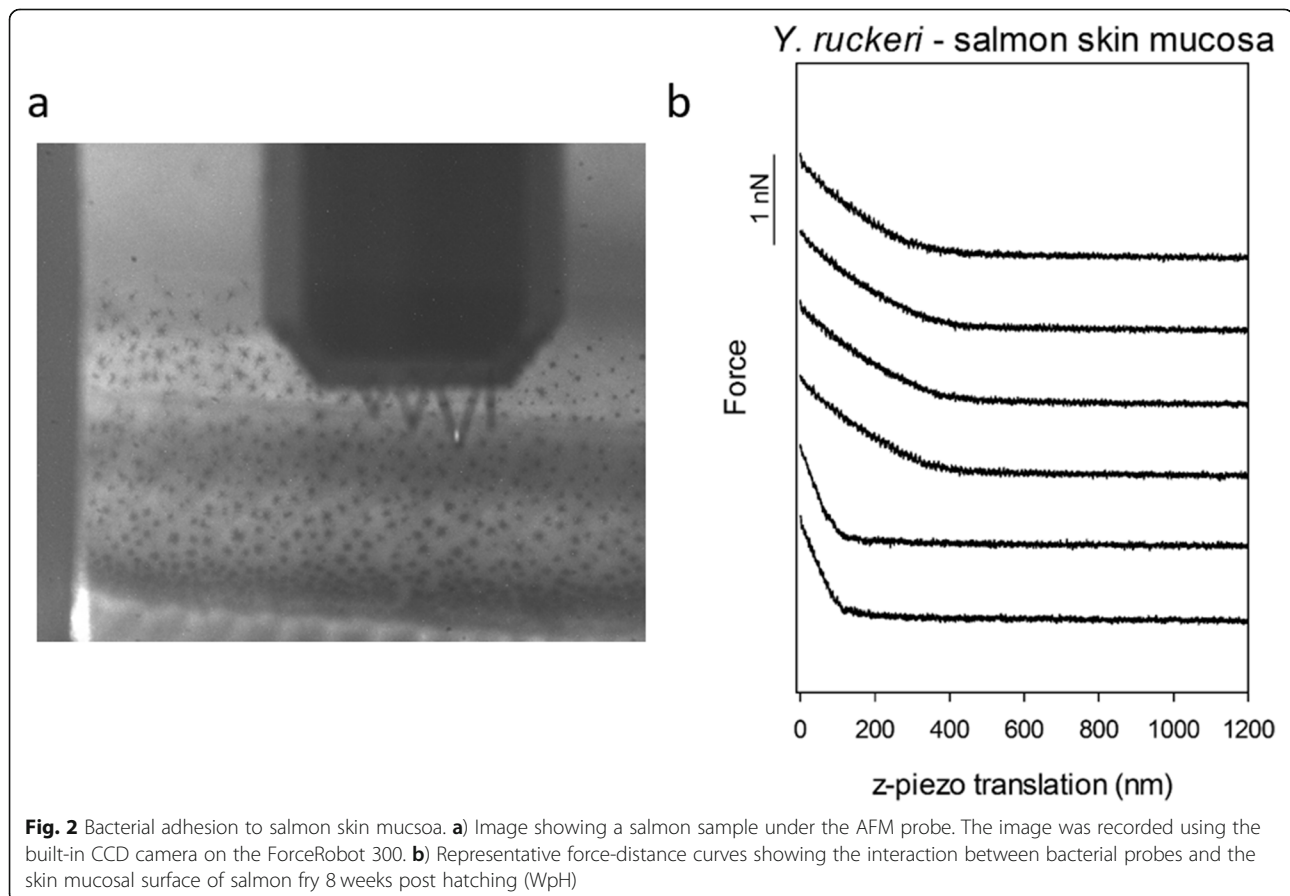 Y. ruckeri - salmon skin mucosa
a
b
1 nN
Force
0 200 400 600 800 1000 1200
z-piezo translation (nm)
Fig. 2 Bacterial adhesion to salmon skin mucsoa. a) Image showing a salmon sample under the AFM probe. The image was recorded using the
built-in CCD camera on the ForceRobot 300. b) Representative force-distance curves showing the interaction between bacterial probes and the
skin mucosal surface of salmon fry 8 weeks post hatching (WpH)